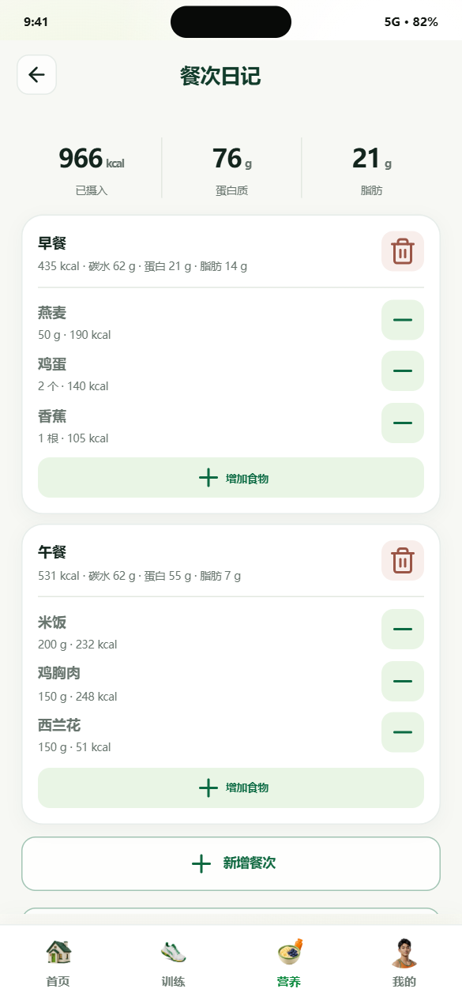 9:41
5G • 82%
餐次日记
966 kcal
76 g
21 g
已摄入
蛋白质
脂肪
早餐
435 kcal · 碳水 62 g · 蛋白 21 g · 脂肪 14 g
燕麦
50 g · 190 kcal
鸡蛋
2 个 · 140 kcal
香蕉
1 根 · 105 kcal
增加食物
午餐
531 kcal · 碳水 62 g · 蛋白 55 g · 脂肪 7 g
米饭
200 g · 232 kcal
鸡胸肉
150 g · 248 kcal
西兰花
150 g · 51 kcal
增加食物
新增餐次
首页
训练
营养
我的